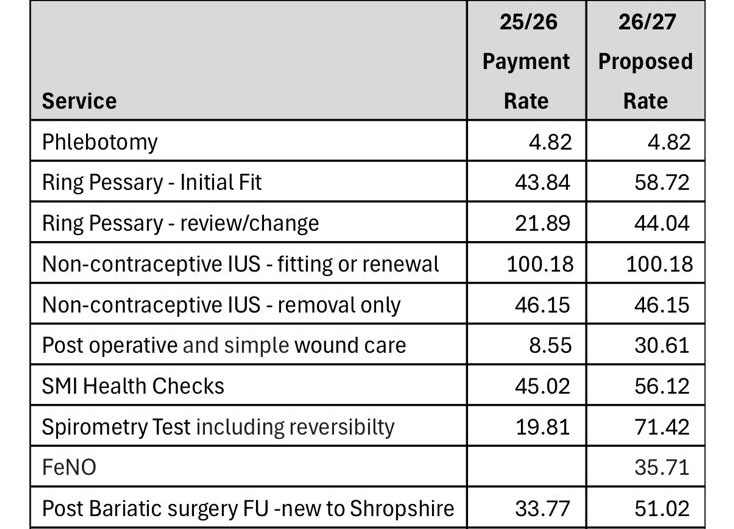 Service 25/26 Payment Rate 26/27 Proposed Rate
Phlebotomy 4.82 4.82
Ring Pessary - Initial Fit 43.84 58.72
Ring Pessary - review/change 21.89 44.04
Non-contraceptive IUS - fitting or renewal 100.18 100.18
Non-contraceptive IUS - removal only 46.15 46.15
Post operative and simple wound care 8.55 30.61
SMI Health Checks 45.02 56.12
Spirometry Test including reversibilty 19.81 71.42
FeNO 35.71
Post Bariatic surgery FU -new to Shropshire 33.77 51.02